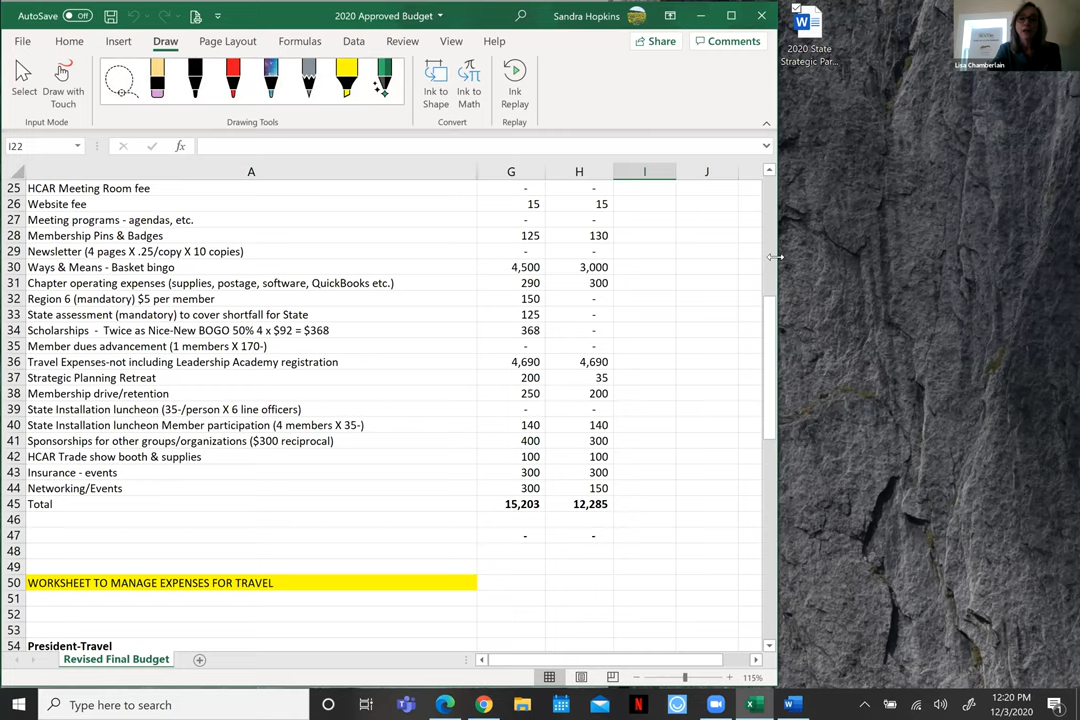 AutoSave Off 2020 Approved Budget Sandra Hopkins
File Home Insert Draw Page Layout Formulas Data Review View Help Share Comments
Select Draw with Touch Ink to Shape Ink to Math Ink Replay
Input Mode Drawing Tools Convert Replay
I22 fx
A G H I J
25 HCAR Meeting Room fee - -
26 Website fee 15 15
27 Meeting programs - agendas, etc. - -
28 Membership Pins & Badges 125 130
29 Newsletter (4 pages X .25/copy X 10 copies) - -
30 Ways & Means - Basket bingo 4,500 3,000
31 Chapter operating expenses (supplies, postage, software, QuickBooks etc.) 290 300
32 Region 6 (mandatory) $5 per member 150 -
33 State assessment (mandatory) to cover shortfall for State 125 -
34 Scholarships - Twice as Nice-New BOGO 50% 4 x $92 = $368 368 -
35 Member dues advancement (1 members X 170-) - -
36 Travel Expenses-not including Leadership Academy registration 4,690 4,690
37 Strategic Planning Retreat 200 35
38 Membership drive/retention 250 200
39 State Installation luncheon (35-/person X 6 line officers) - -
40 State Installation luncheon Member participation (4 members X 35-) 140 140
41 Sponsorships for other groups/organizations ($300 reciprocal) 400 300
42 HCAR Trade show booth & supplies 100 100
43 Insurance - events 300 300
44 Networking/Events 300 150
45 Total 15,203 12,285
46
47 - -
48
49
50 WORKSHEET TO MANAGE EXPENSES FOR TRAVEL
51
52
53
54 President-Travel
Revised Final Budget
115%
2020 State
Strategic Par...
Lisa Chamberlain
Type here to search
12:20 PM
12/3/2020
1